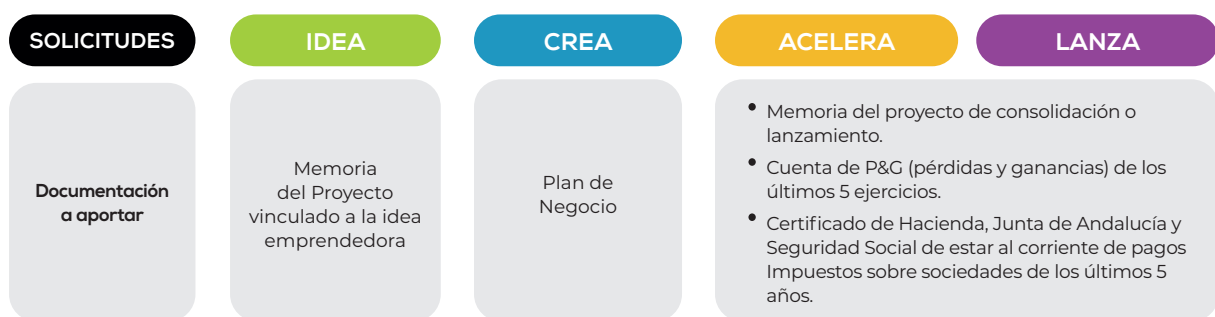 SOLICITUDES
IDEA
CREA
ACELERA
LANZA
Documentación
a aportar
Memoria
del Proyecto
vinculado a la idea
emprendedora
Plan de
Negocio
• Memoria del proyecto de consolidación o
lanzamiento.
• Cuenta de P&G (pérdidas y ganancias) de los
últimos 5 ejercicios.
• Certificado de Hacienda, Junta de Andalucía y
Seguridad Social de estar al corriente de pagos
Impuestos sobre sociedades de los últimos 5
años.